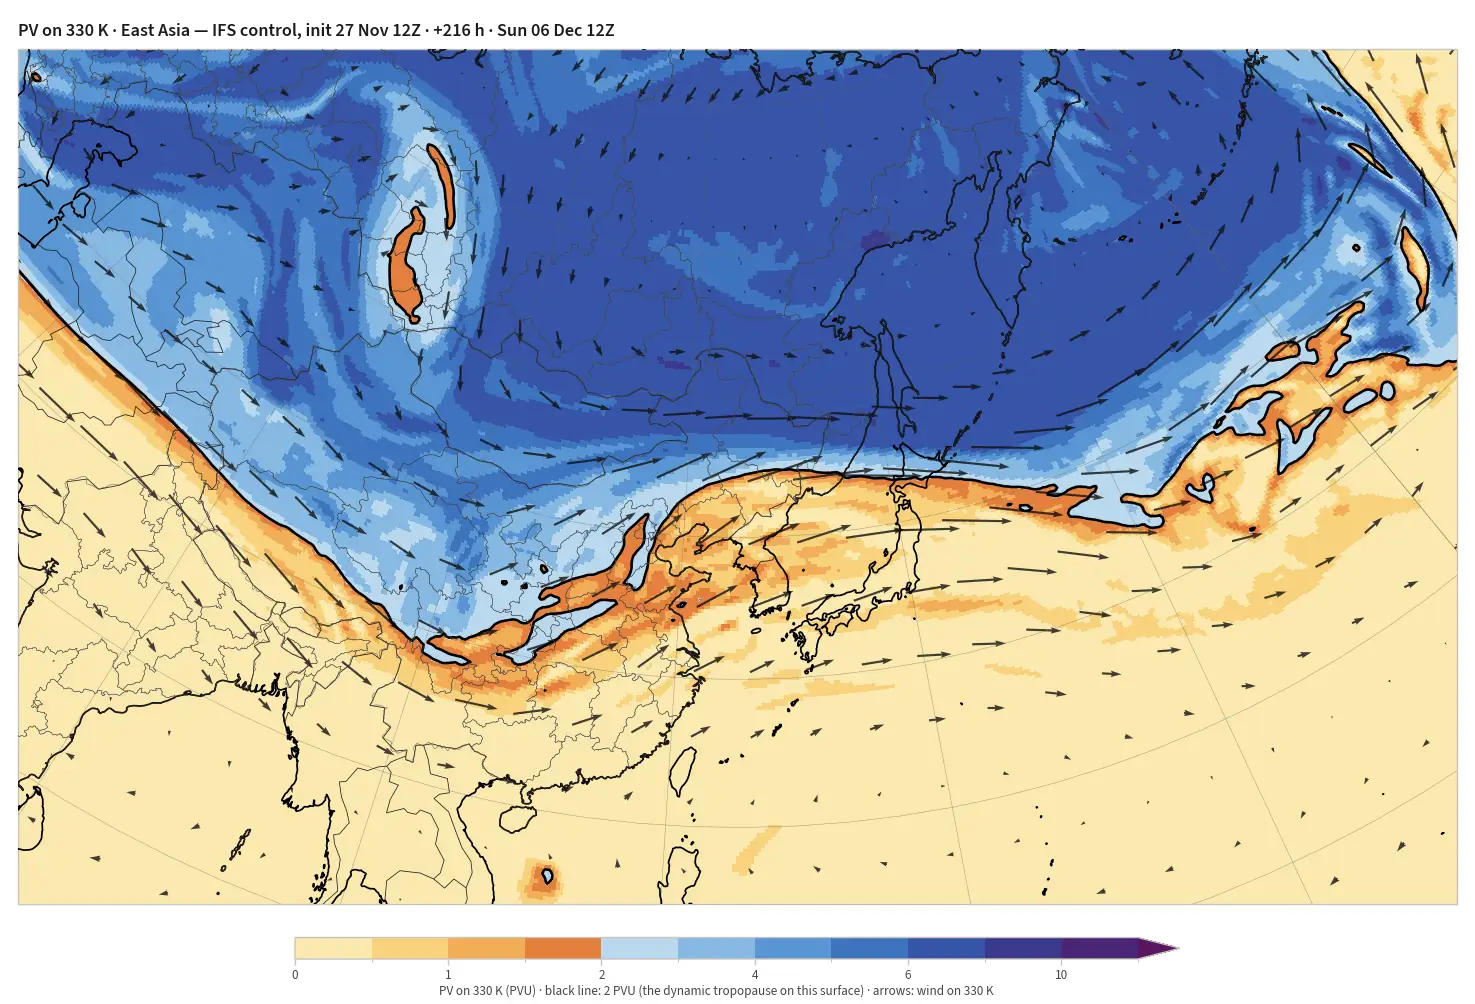 PV on 330 K · East Asia — IFS control, init 27 Nov 12Z · +216 h · Sun 06 Dec 12Z
0 1 2 4 6 10
PV on 330 K (PVU) · black line: 2 PVU (the dynamic tropopause on this surface) · arrows: wind on 330 K